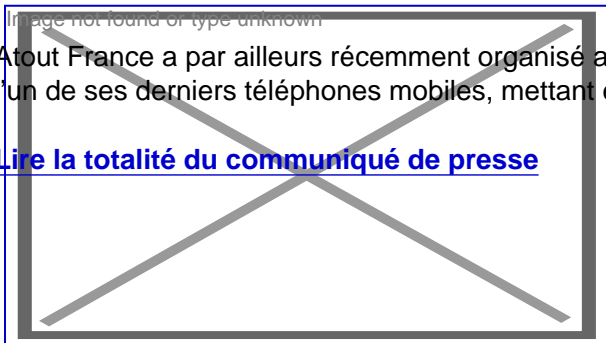 Image not found or type unknown
Atout France a par ailleurs récemment organisé a
l'un de ses derniers téléphones mobiles, mettant e
Lire la totalité du communiqué de presse